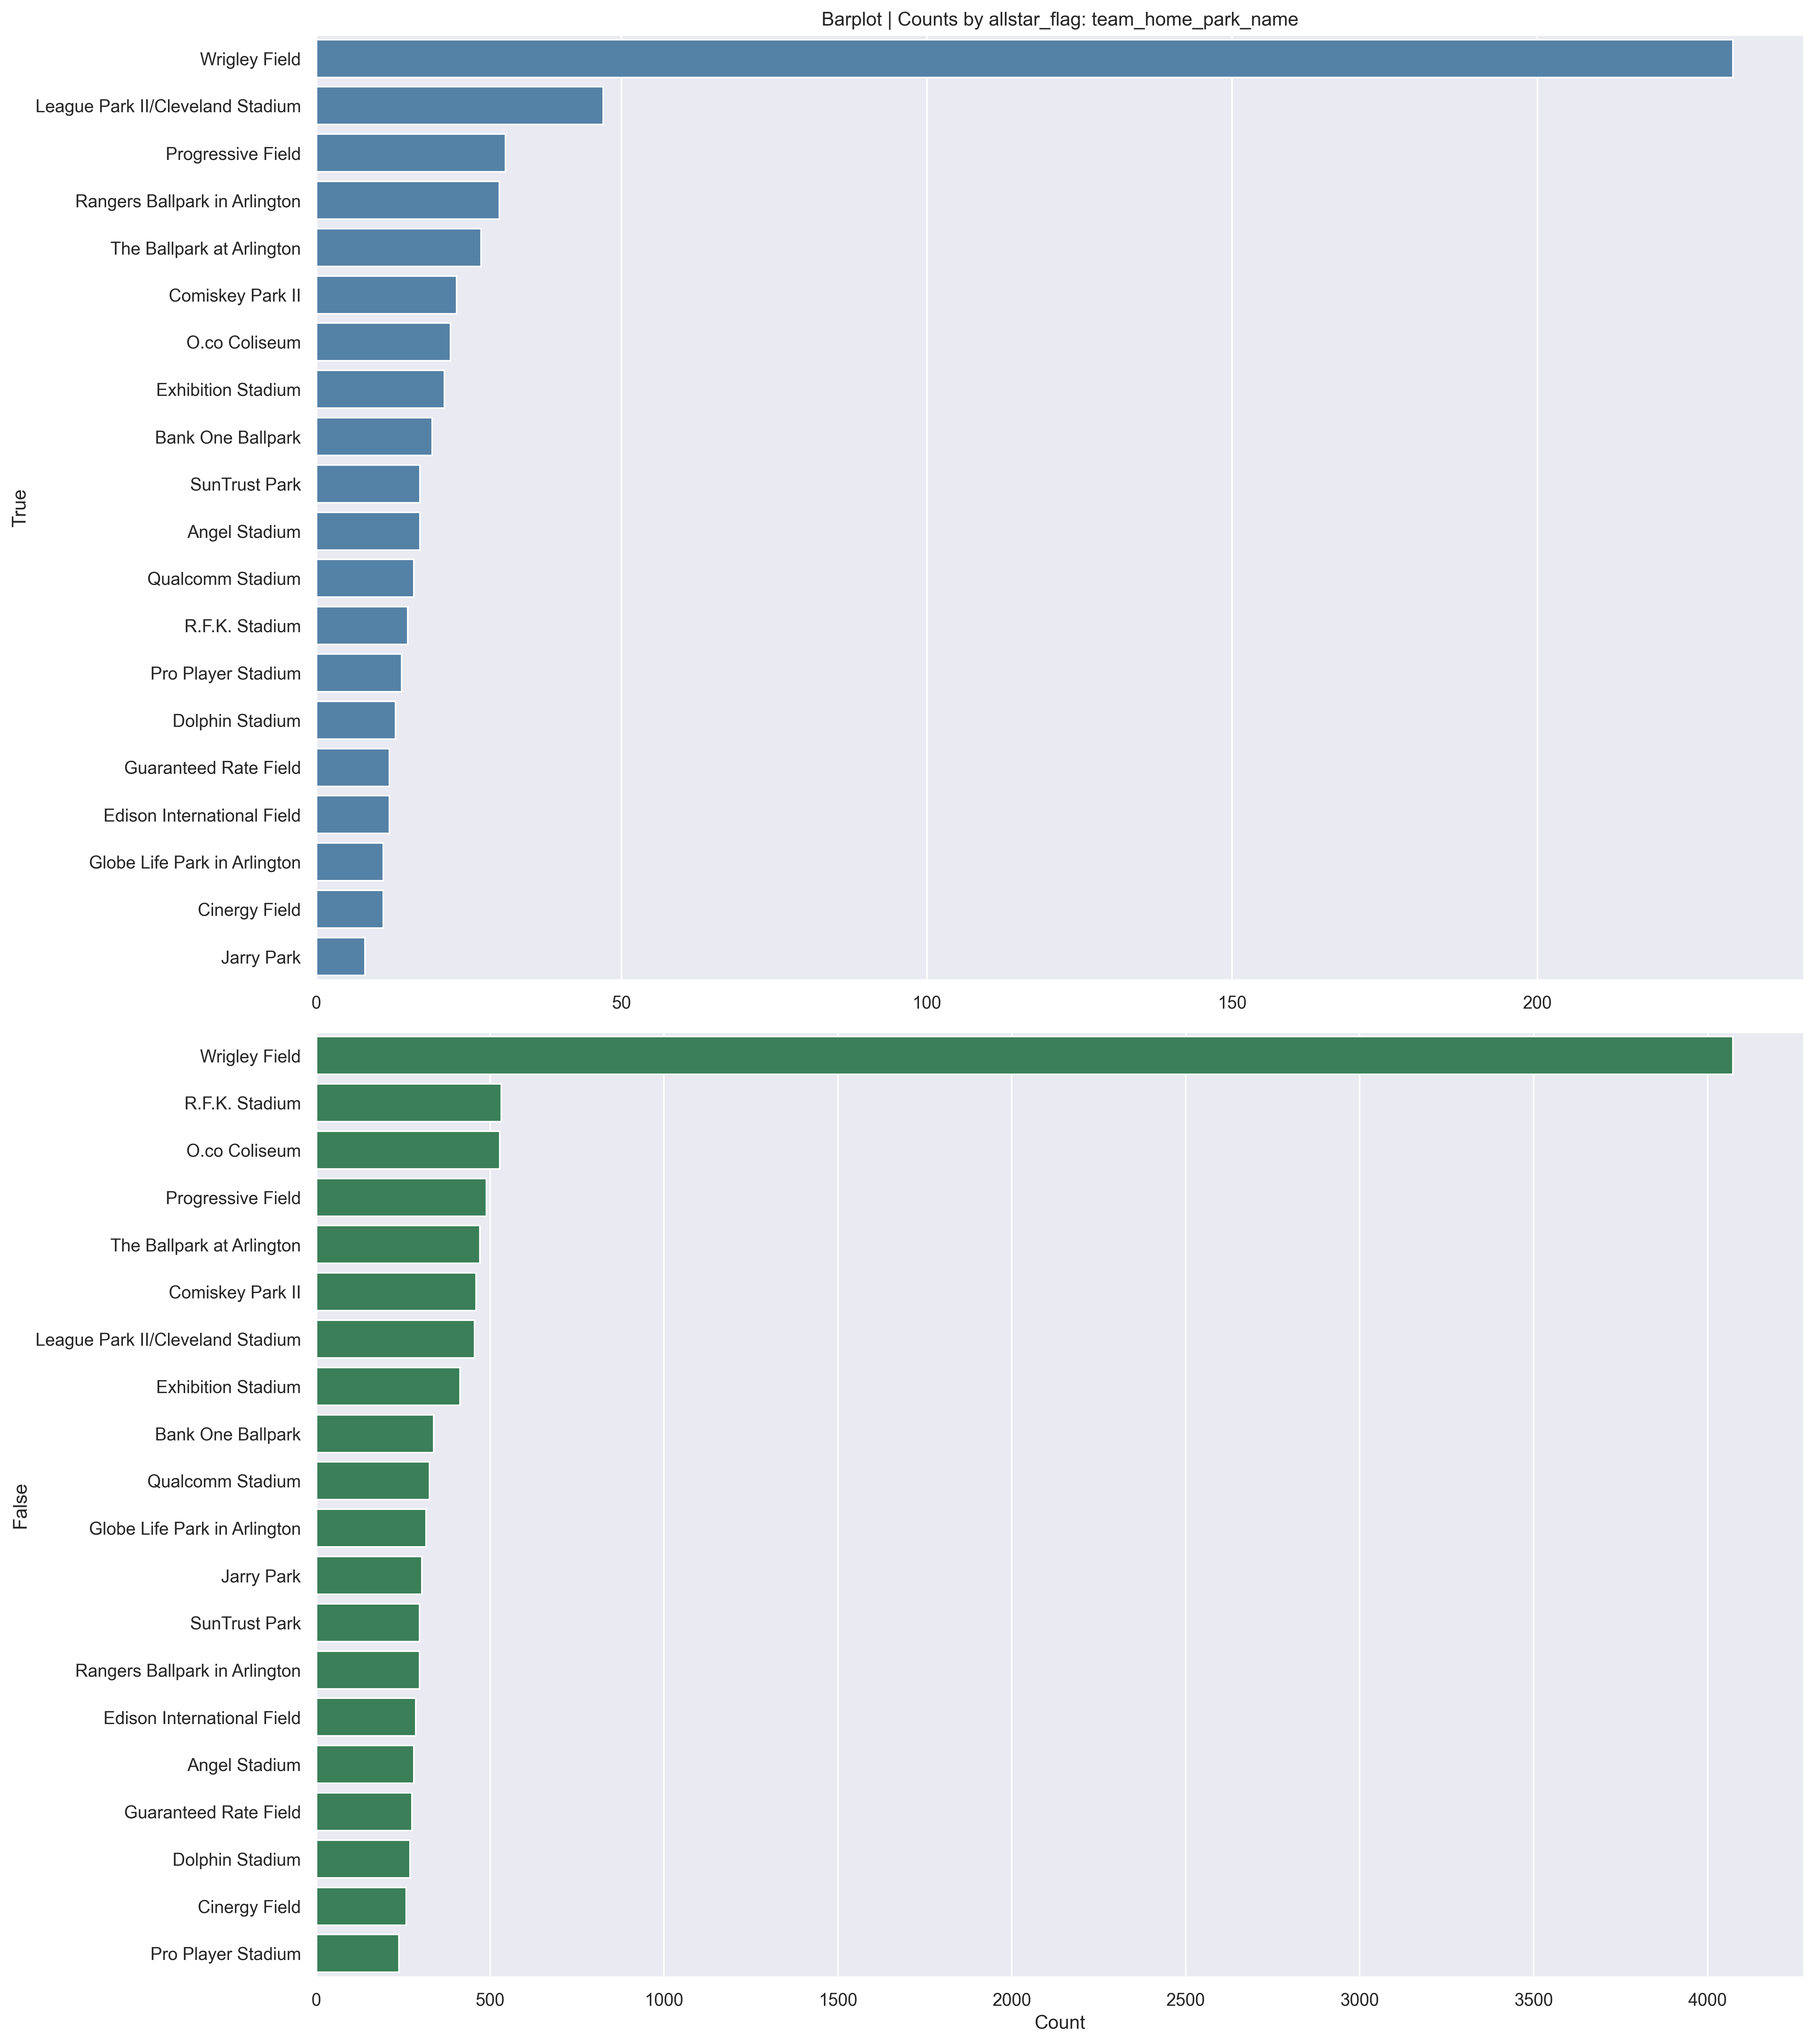 Barplot | Counts by allstar_flag: team_home_park_name
True
Wrigley Field
League Park II/Cleveland Stadium
Progressive Field
Rangers Ballpark in Arlington
The Ballpark at Arlington
Comiskey Park II
O.co Coliseum
Exhibition Stadium
Bank One Ballpark
SunTrust Park
Angel Stadium
Qualcomm Stadium
R.F.K. Stadium
Pro Player Stadium
Dolphin Stadium
Guaranteed Rate Field
Edison International Field
Globe Life Park in Arlington
Cinergy Field
Jarry Park
0 50 100 150 200
False
Wrigley Field
R.F.K. Stadium
O.co Coliseum
Progressive Field
The Ballpark at Arlington
Comiskey Park II
League Park II/Cleveland Stadium
Exhibition Stadium
Bank One Ballpark
Qualcomm Stadium
Globe Life Park in Arlington
Jarry Park
SunTrust Park
Rangers Ballpark in Arlington
Edison International Field
Angel Stadium
Guaranteed Rate Field
Dolphin Stadium
Cinergy Field
Pro Player Stadium
0 500 1000 1500 2000 2500 3000 3500 4000
Count